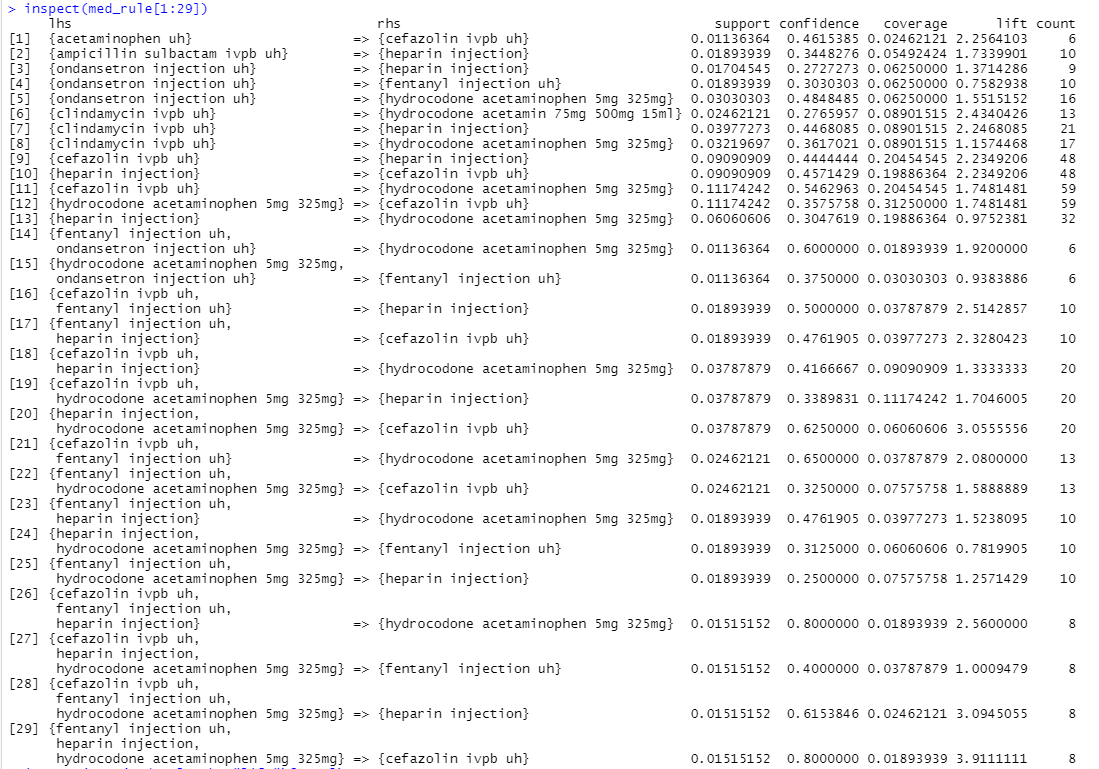 > inspect(med_rule[1:29])
     lhs                                         rhs                                     support confidence   coverage      lift count
[1]  {acetaminophen uh}                       => {cefazolin ivpb uh}                  0.01136364  0.4615385 0.02462121 2.2564103     6
[2]  {ampicillin sulbactam ivpb uh}           => {heparin injection}                  0.01893939  0.3448276 0.05492424 1.7339901    10
[3]  {ondansetron injection uh}               => {heparin injection}                  0.01704545  0.2727273 0.06250000 1.3714286     9
[4]  {ondansetron injection uh}               => {fentanyl injection uh}              0.01893939  0.3030303 0.06250000 0.7582938    10
[5]  {ondansetron injection uh}               => {hydrocodone acetaminophen 5mg 325mg}  0.03030303  0.4848485 0.06250000 1.5515152    16
[6]  {clindamycin ivpb uh}                    => {hydrocodone acetamin 75mg 500mg 15ml} 0.02462121  0.2765957 0.08901515 2.4340426    13
[7]  {clindamycin ivpb uh}                    => {heparin injection}                  0.03977273  0.4468085 0.08901515 2.2468085    21
[8]  {clindamycin ivpb uh}                    => {hydrocodone acetaminophen 5mg 325mg}  0.03219697  0.3617021 0.08901515 1.1574468    17
[9]  {cefazolin ivpb uh}                      => {heparin injection}                  0.09090909  0.4444444 0.20454545 2.2349206    48
[10] {heparin injection}                      => {cefazolin ivpb uh}                  0.09090909  0.4571429 0.19886364 2.2349206    48
[11] {cefazolin ivpb uh}                      => {hydrocodone acetaminophen 5mg 325mg}  0.11174242  0.5462963 0.20454545 1.7481481    59
[12] {hydrocodone acetaminophen 5mg 325mg} => {cefazolin ivpb uh}                  0.11174242  0.3575758 0.31250000 1.7481481    59
[13] {heparin injection}                      => {hydrocodone acetaminophen 5mg 325mg}  0.06060606  0.3047619 0.19886364 0.9752381    32
[14] {fentanyl injection uh,
      ondansetron injection uh}               => {hydrocodone acetaminophen 5mg 325mg}  0.01136364  0.6000000 0.01893939 1.9200000     6
[15] {hydrocodone acetaminophen 5mg 325mg,
      ondansetron injection uh}               => {fentanyl injection uh}              0.01136364  0.3750000 0.03030303 0.9383886     6
[16] {cefazolin ivpb uh,
      fentanyl injection uh}                  => {heparin injection}                  0.01893939  0.5000000 0.03787879 2.5142857    10
[17] {fentanyl injection uh,
      heparin injection}                      => {cefazolin ivpb uh}                  0.01893939  0.4761905 0.03977273 2.3280423    10
[18] {cefazolin ivpb uh,
      heparin injection}                      => {hydrocodone acetaminophen 5mg 325mg}  0.03787879  0.4166667 0.09090909 1.3333333    20
[19] {cefazolin ivpb uh,
      hydrocodone acetaminophen 5mg 325mg} => {heparin injection}                  0.03787879  0.3389831 0.11174242 1.7046005    20
[20] {heparin injection,
      hydrocodone acetaminophen 5mg 325mg} => {cefazolin ivpb uh}                  0.03787879  0.6250000 0.06060606 3.0555556    20
[21] {cefazolin ivpb uh,
      fentanyl injection uh}                  => {hydrocodone acetaminophen 5mg 325mg}  0.02462121  0.6500000 0.03787879 2.0800000    13
[22] {fentanyl injection uh,
      hydrocodone acetaminophen 5mg 325mg} => {cefazolin ivpb uh}                  0.02462121  0.3250000 0.07575758 1.5888889    13
[23] {fentanyl injection uh,
      heparin injection}                      => {hydrocodone acetaminophen 5mg 325mg}  0.01893939  0.4761905 0.03977273 1.5238095    10
[24] {heparin injection,
      hydrocodone acetaminophen 5mg 325mg} => {fentanyl injection uh}              0.01893939  0.3125000 0.06060606 0.7819905    10
[25] {fentanyl injection uh,
      hydrocodone acetaminophen 5mg 325mg} => {heparin injection}                  0.01893939  0.2500000 0.07575758 1.2571429    10
[26] {cefazolin ivpb uh,
      fentanyl injection uh,
      heparin injection}                      => {hydrocodone acetaminophen 5mg 325mg}  0.01515152  0.8000000 0.01893939 2.5600000     8
[27] {cefazolin ivpb uh,
      heparin injection,
      hydrocodone acetaminophen 5mg 325mg} => {fentanyl injection uh}              0.01515152  0.4000000 0.03787879 1.0009479     8
[28] {cefazolin ivpb uh,
      fentanyl injection uh,
      hydrocodone acetaminophen 5mg 325mg} => {heparin injection}                  0.01515152  0.6153846 0.02462121 3.0945055     8
[29] {fentanyl injection uh,
      heparin injection,
      hydrocodone acetaminophen 5mg 325mg} => {cefazolin ivpb uh}                  0.01515152  0.8000000 0.01893939 3.9111111     8